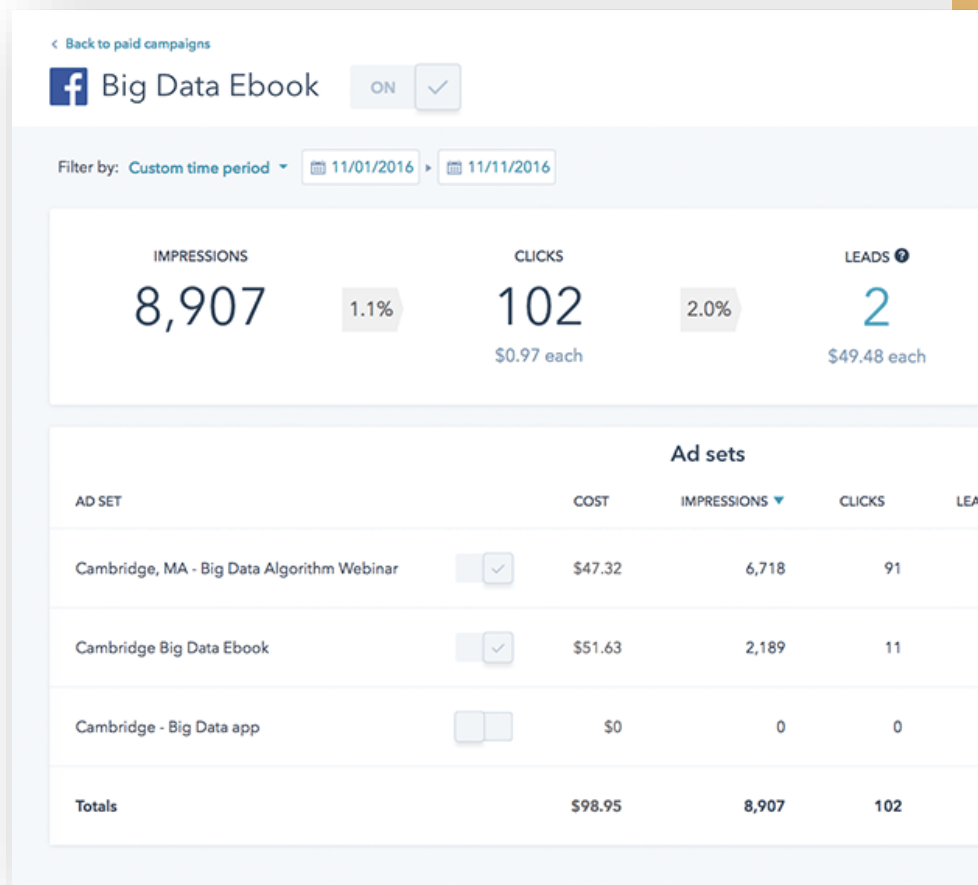 Back to paid campaigns
f Big Data Ebook ON
Filter by: Custom time period 11/01/2016 11/11/2016
IMPRESSIONS CLICKS LEADS ?
8,907 1.1% 102 2.0% 2
$0.97 each $49.48 each
Ad sets
AD SET COST IMPRESSIONS CLICKS LEA
Cambridge, MA - Big Data Algorithm Webinar $47.32 6,718 91
Cambridge Big Data Ebook $51.63 2,189 11
Cambridge - Big Data app $0 0 0
Totals $98.95 8,907 102